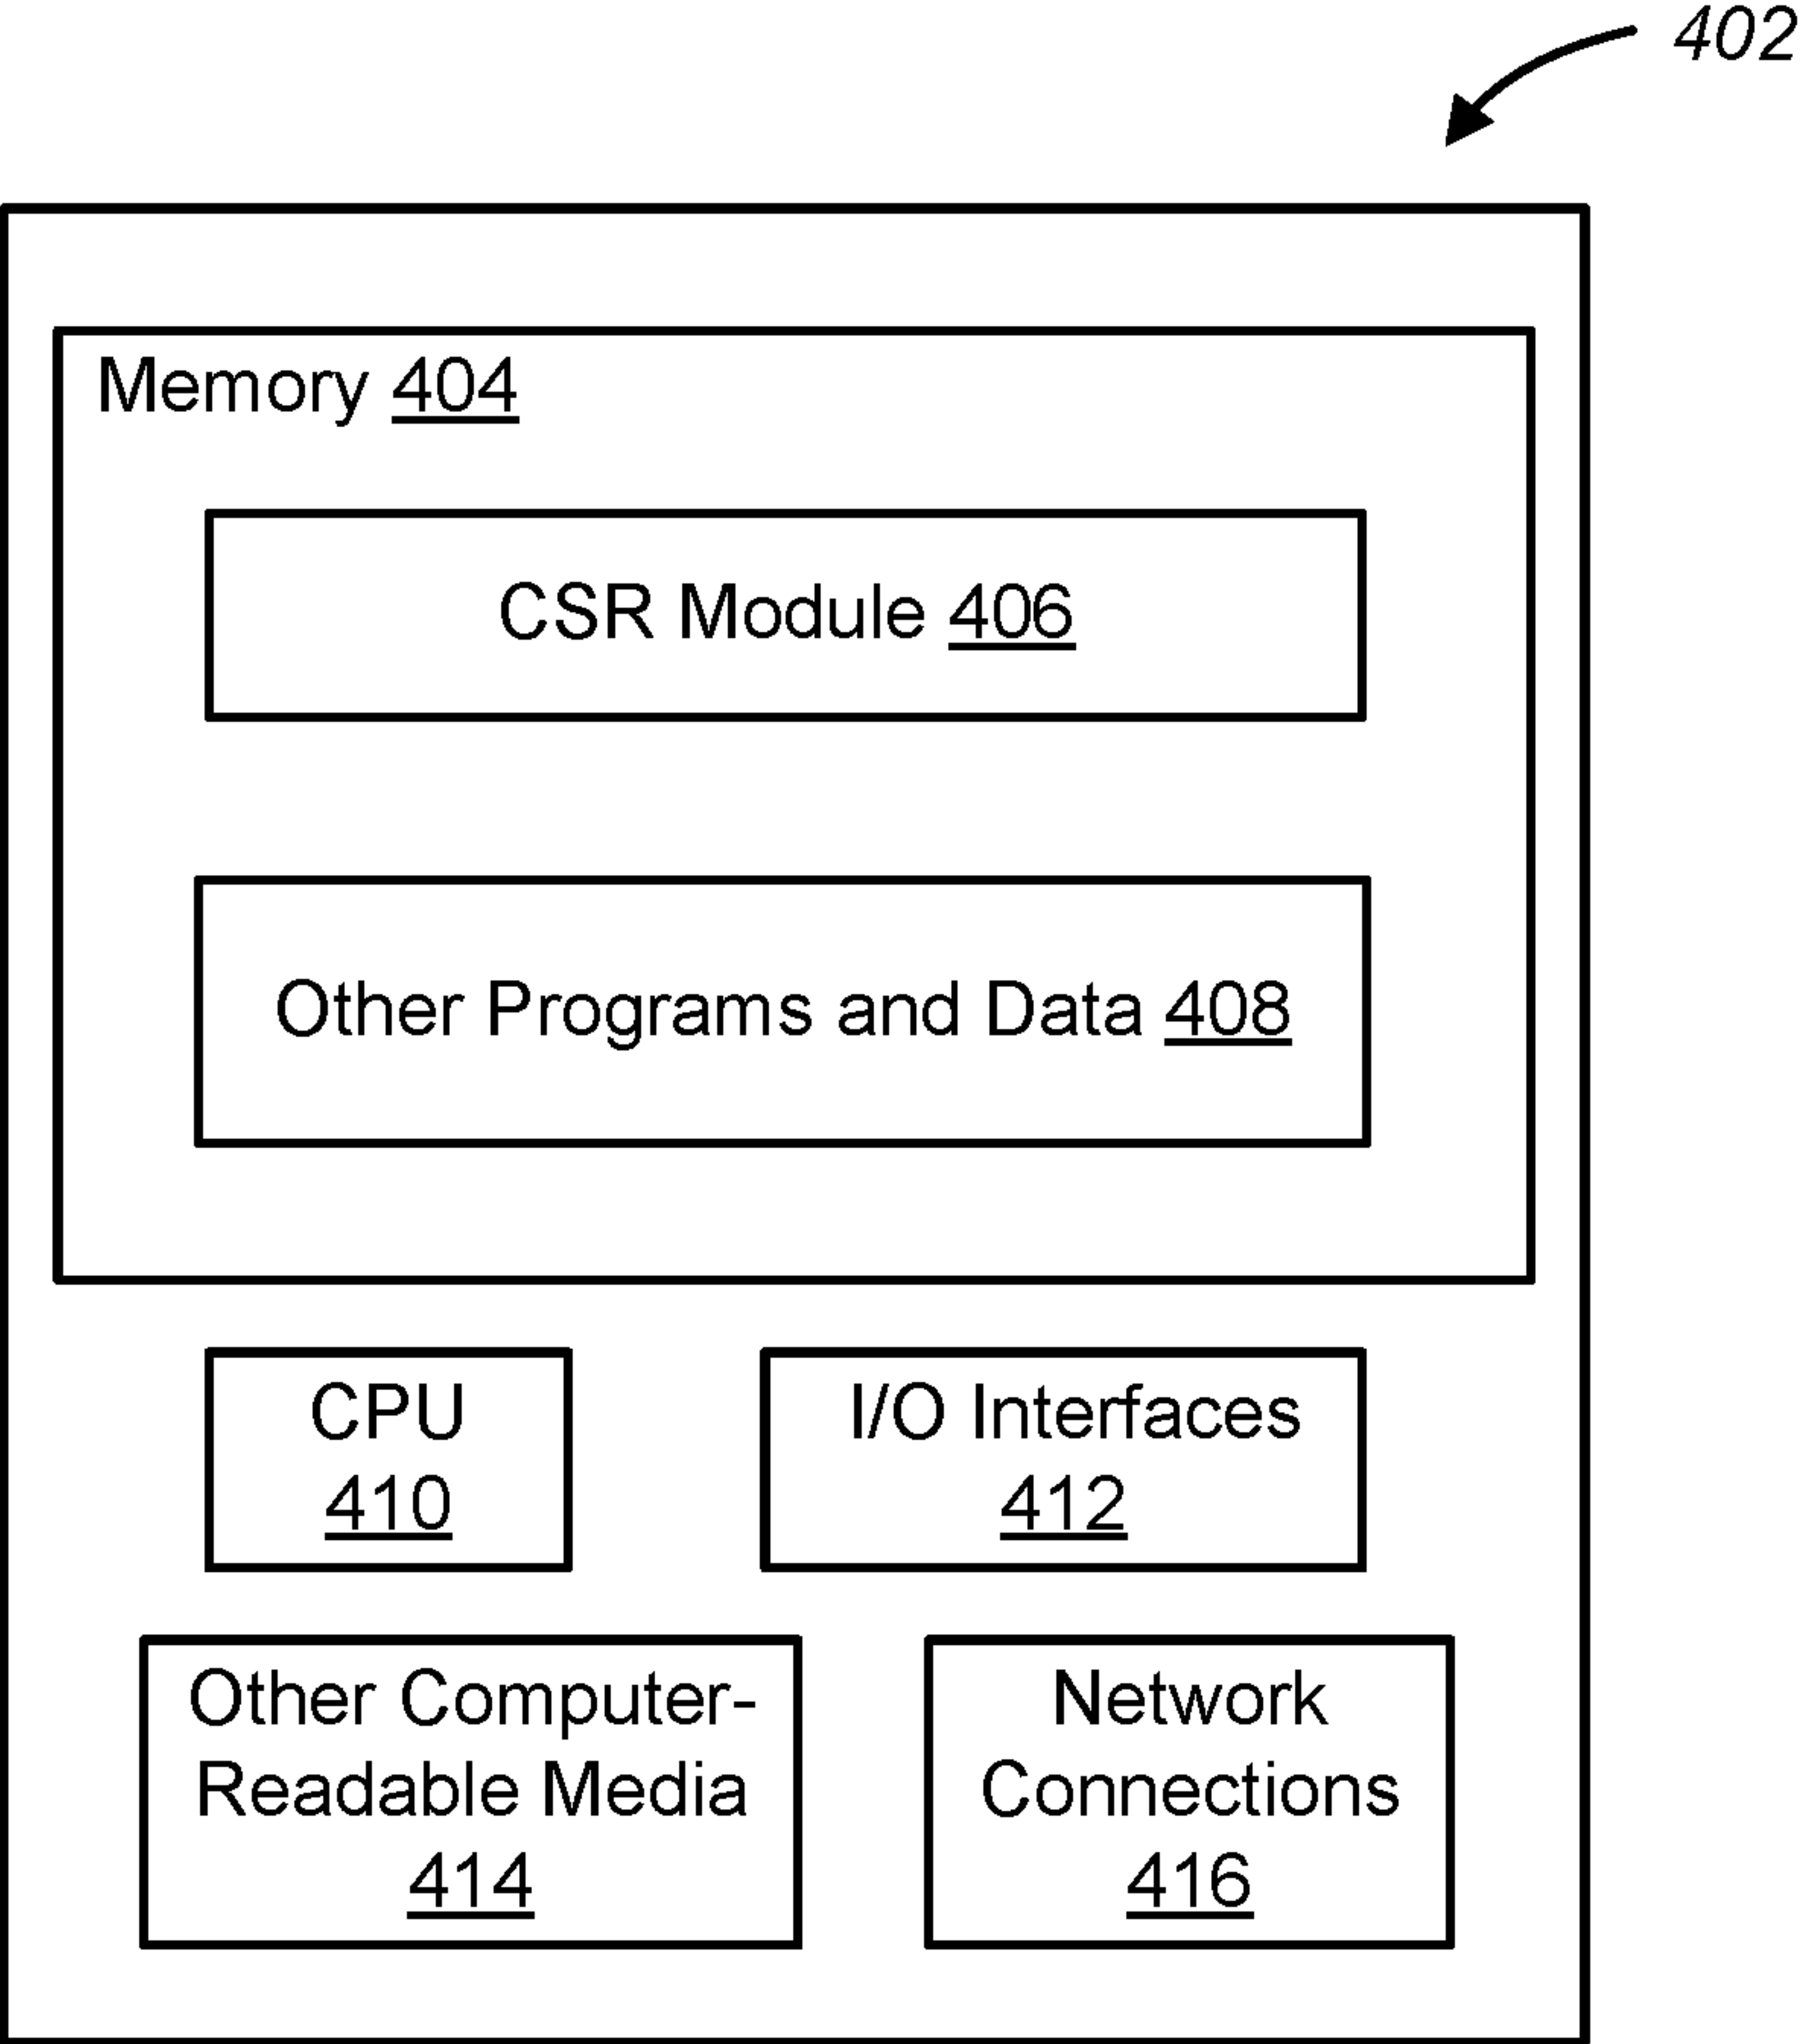 402
Memory 404
CSR Module 406
Other Programs and Data 408
CPU
410
I/O Interfaces
412
Other Computer-
Readable Media
414
Network
Connections
416